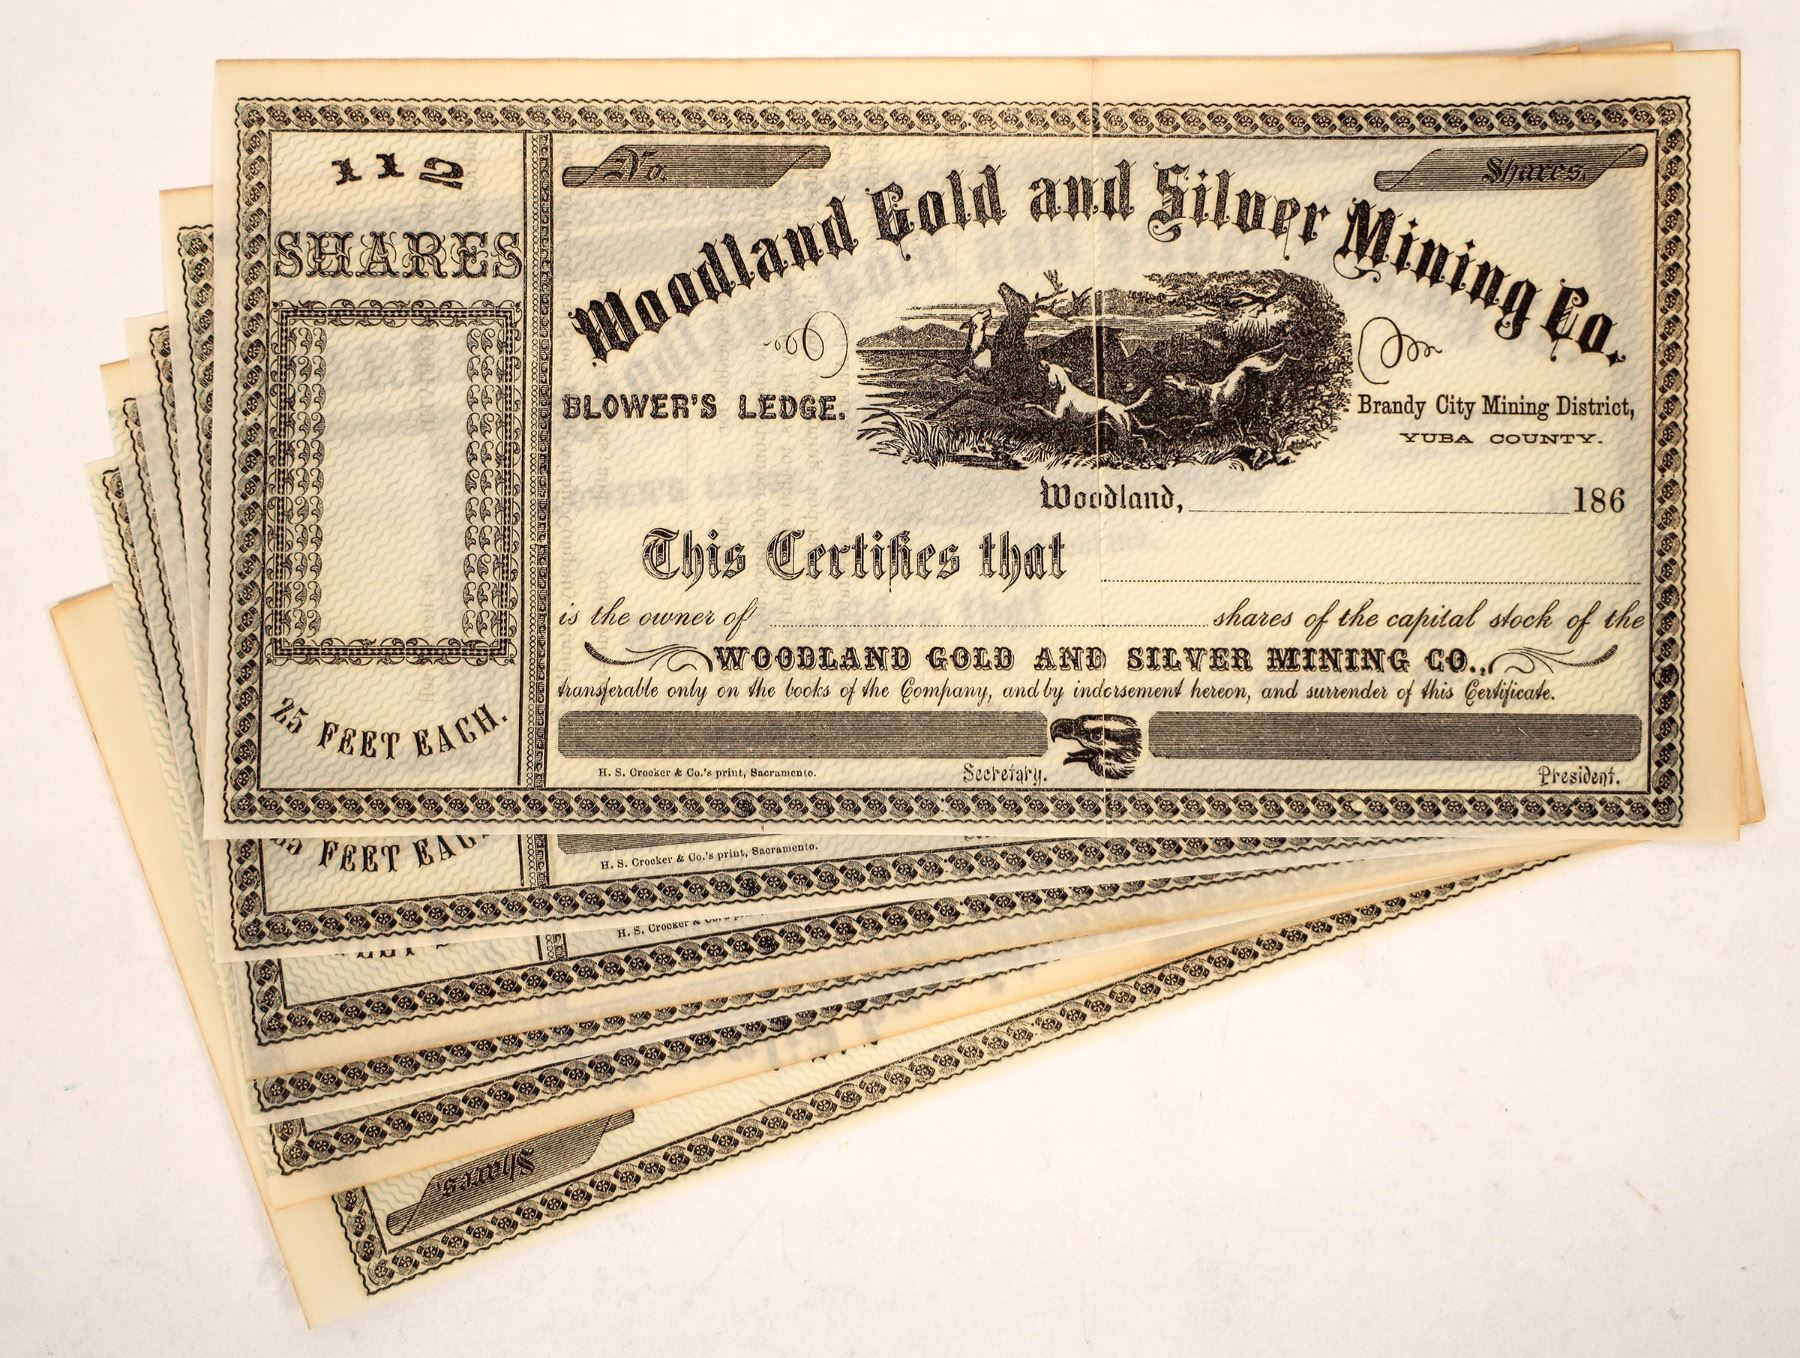 112
SHARES
25 FEET EACH.
No.
Shares.
Woodland Gold and Silver Mining Co.
BLOWER'S LEDGE.
Brandy City Mining District,
YUBA COUNTY.
Woodland, 186
This Certifies that
is the owner of shares of the capital stock of the
WOODLAND GOLD AND SILVER MINING CO.,
transferable only on the books of the Company, and by indorsement hereon, and surrender of this Certificate.
H. S. Crocker & Co.'s print, Sacramento.
Secretary.
President.
25 FEET EACH
H. S. Crocker & Co.'s print, Sacramento.
FEET
H. S. Crocker & Co.'s
Shares.